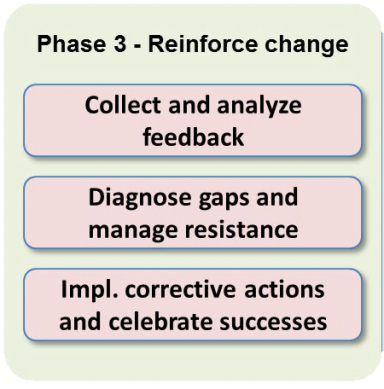 Phase 3 - Reinforce change
Collect and analyze
feedback
Diagnose gaps and
manage resistance
Impl. corrective actions
and celebrate successes